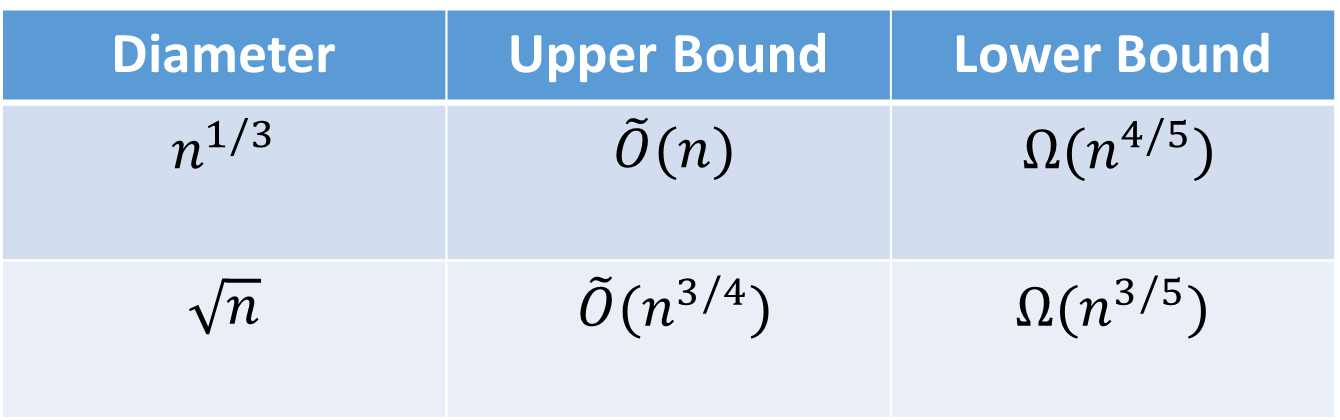 Diameter Upper Bound Lower Bound
n^{1/3} Õ(n) Ω(n^{4/5})
√n Õ(n^{3/4}) Ω(n^{3/5})